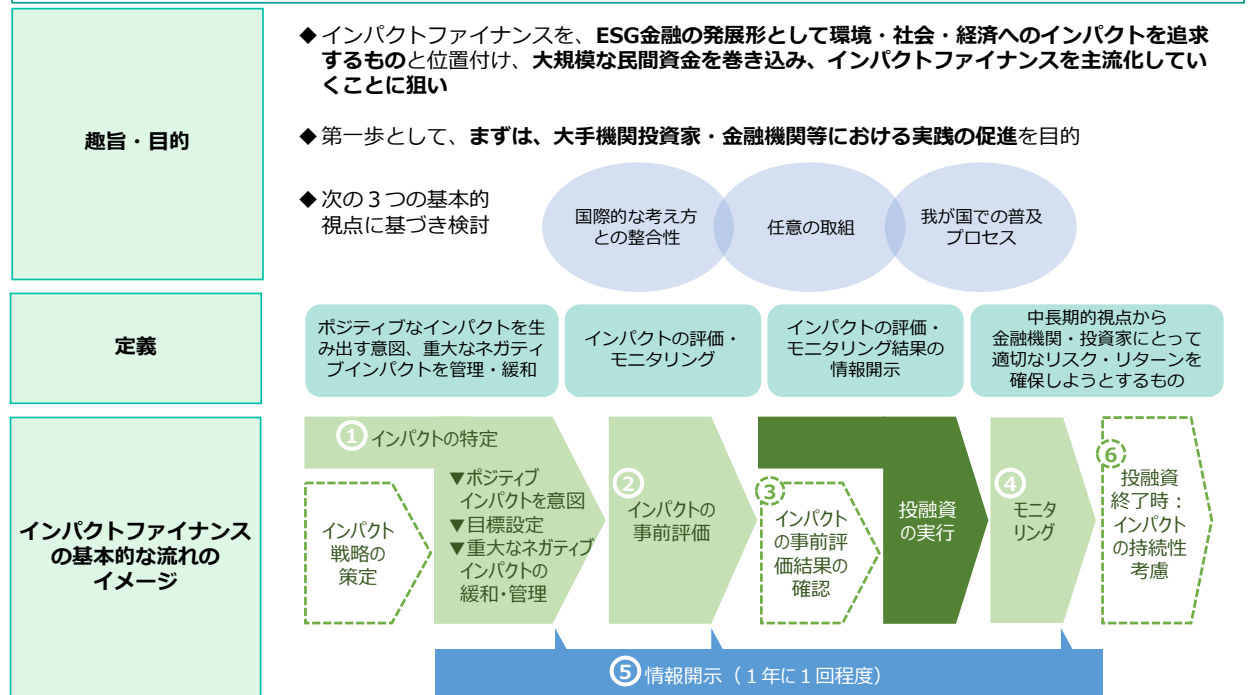 趣旨・目的
◆インパクトファイナンスを、ESG金融の発展形として環境・社会・経済へのインパクトを追求
するものと位置付け、大規模な民間資金を巻き込み、インパクトファイナンスを主流化してい
くことに狙い
◆第一歩として、まずは、大手機関投資家・金融機関等における実践の促進を目的
◆次の３つの基本的
視点に基づき検討
国際的な考え方
との整合性
任意の取組
我が国での普及
プロセス
定義
ポジティブなインパクトを生
み出す意図、重大なネガティ
ブインパクトを管理・緩和
インパクトの評価・
モニタリング
インパクトの評価・
モニタリング結果の
情報開示
中長期的視点から
金融機関・投資家にとって
適切なリスク・リターンを
確保しようとするもの
インパクトファイナンス
の基本的な流れの
イメージ
①インパクトの特定
インパクト
戦略の
策定
▼ポジティブ
インパクトを意図
▼目標設定
▼重大なネガティブ
インパクトの
緩和・管理
②
インパクトの
事前評価
③
インパクト
の事前評
価結果の
確認
投融資
の実行
④
モニタ
リング
⑥
投融資
終了時：
インパクト
の持続性
考慮
⑤情報開示（１年に１回程度）